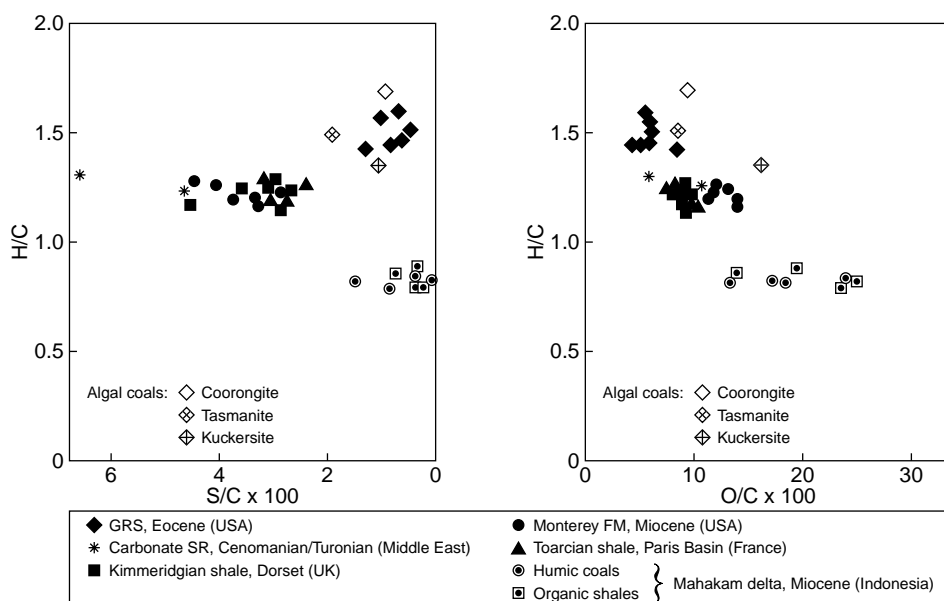 2.0
1.5
1.0
0.5
0
H/C
6
4
2
0
S/C x 100
Algal coals:
Coorongite
Tasmanite
Kuckersite
2.0
1.5
1.0
0.5
0
H/C
0
10
20
30
O/C x 100
Algal coals:
Coorongite
Tasmanite
Kuckersite
GRS, Eocene (USA)
Carbonate SR, Cenomanian/Turonian (Middle East)
Kimmeridgian shale, Dorset (UK)
Monterey FM, Miocene (USA)
Toarcian shale, Paris Basin (France)
Humic coals
Organic shales
Mahakam delta, Miocene (Indonesia)